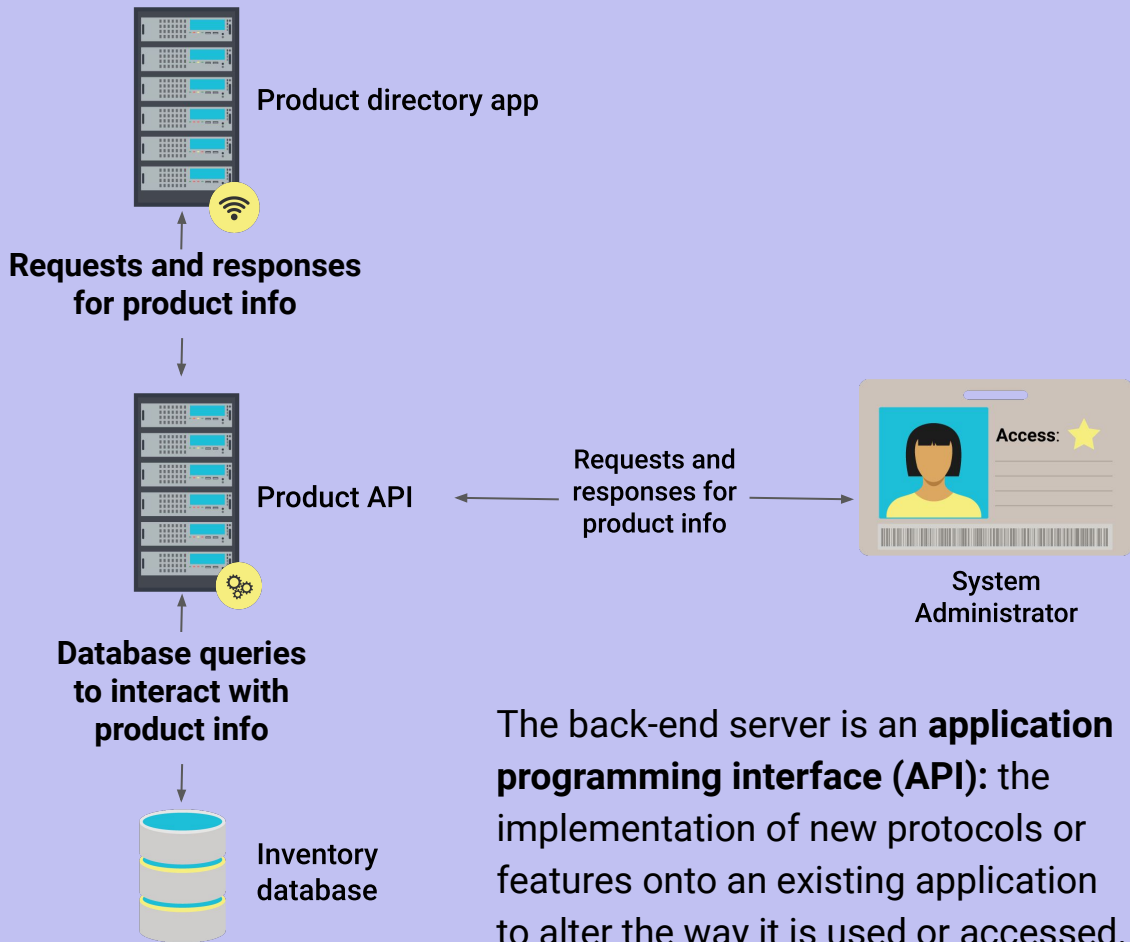 Product directory app
Requests and responses
for product info
Product API
Requests and
responses for
product info
Access:
System
Administrator
Database queries
to interact with
product info
Inventory
database
The back-end server is an application
programming interface (API): the
implementation of new protocols or
features onto an existing application
to alter the way it is used or accessed.